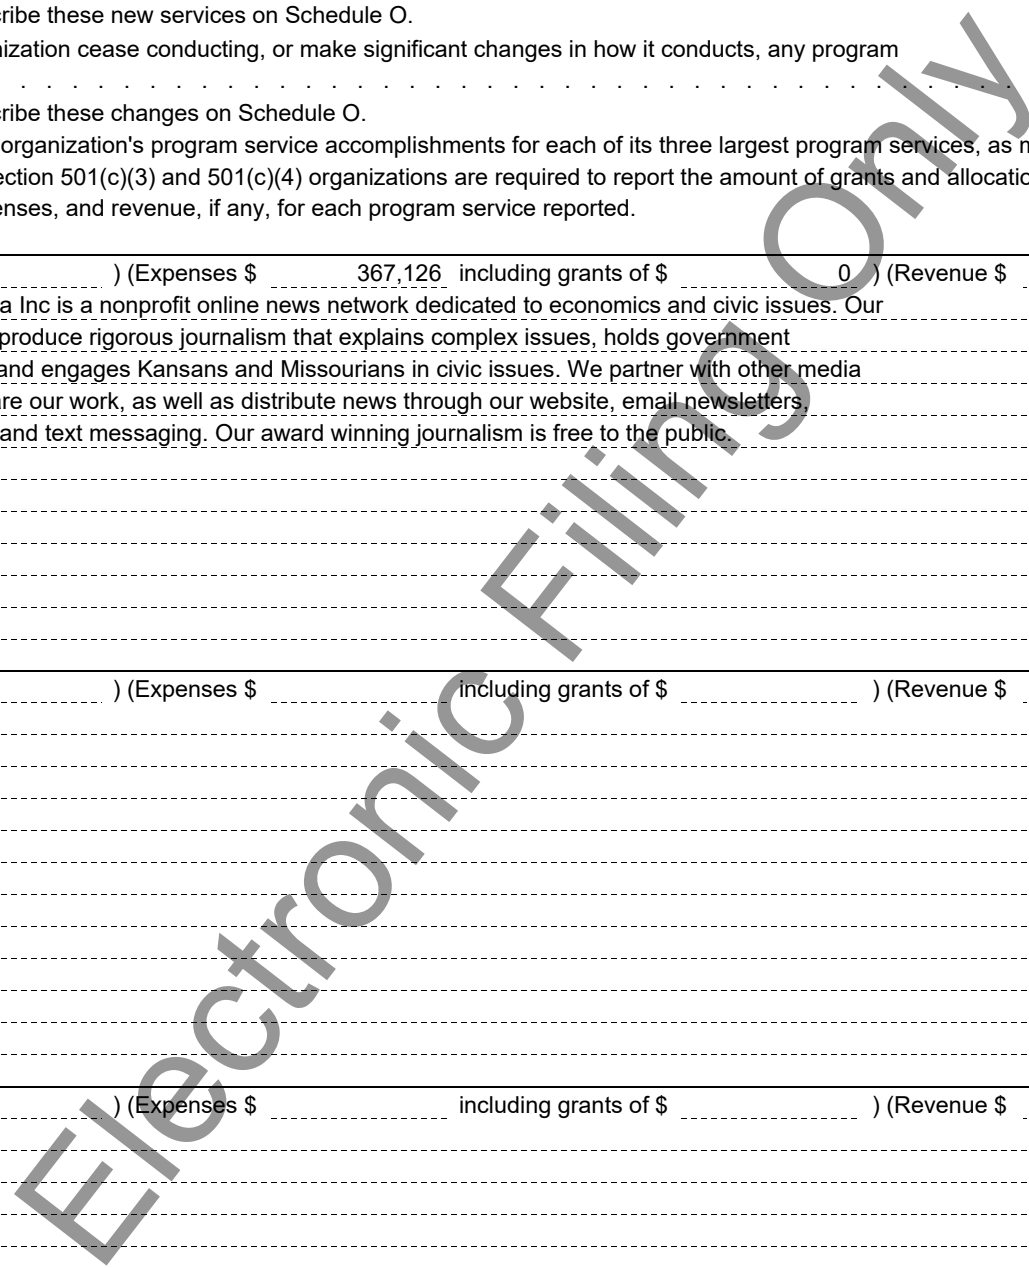 cribe these new services on Schedule O.
nization cease conducting, or make significant changes in how it conducts, any program
. . . . . . . . . . . . . . . . . . . . . . . . . . . . . . . . . . . . . . .
cribe these changes on Schedule O.
organization's program service accomplishments for each of its three largest program services, as m
ection 501(c)(3) and 501(c)(4) organizations are required to report the amount of grants and allocatio
enses, and revenue, if any, for each program service reported.
) (Expenses $ 367,126 including grants of $ 0 ) (Revenue $
a Inc is a nonprofit online news network dedicated to economics and civic issues. Our
produce rigorous journalism that explains complex issues, holds government
and engages Kansans and Missourians in civic issues. We partner with other media
are our work, as well as distribute news through our website, email newsletters,
and text messaging. Our award winning journalism is free to the public.
) (Expenses $ including grants of $ ) (Revenue $
) (Expenses $ including grants of $ ) (Revenue $
Electronic Filing Only